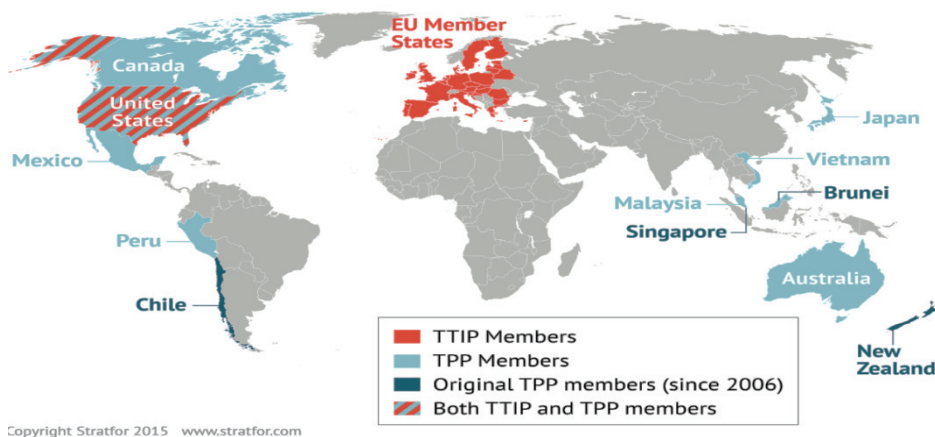 EU Member
States
Canada
United
States
Mexico
Peru
Chile
Japan
Vietnam
Brunei
Malaysia
Singapore
Australia
New
Zealand
TTIP Members
TPP Members
Original TPP members (since 2006)
Both TTIP and TPP members
Copyright Stratfor 2015 www.stratfor.com